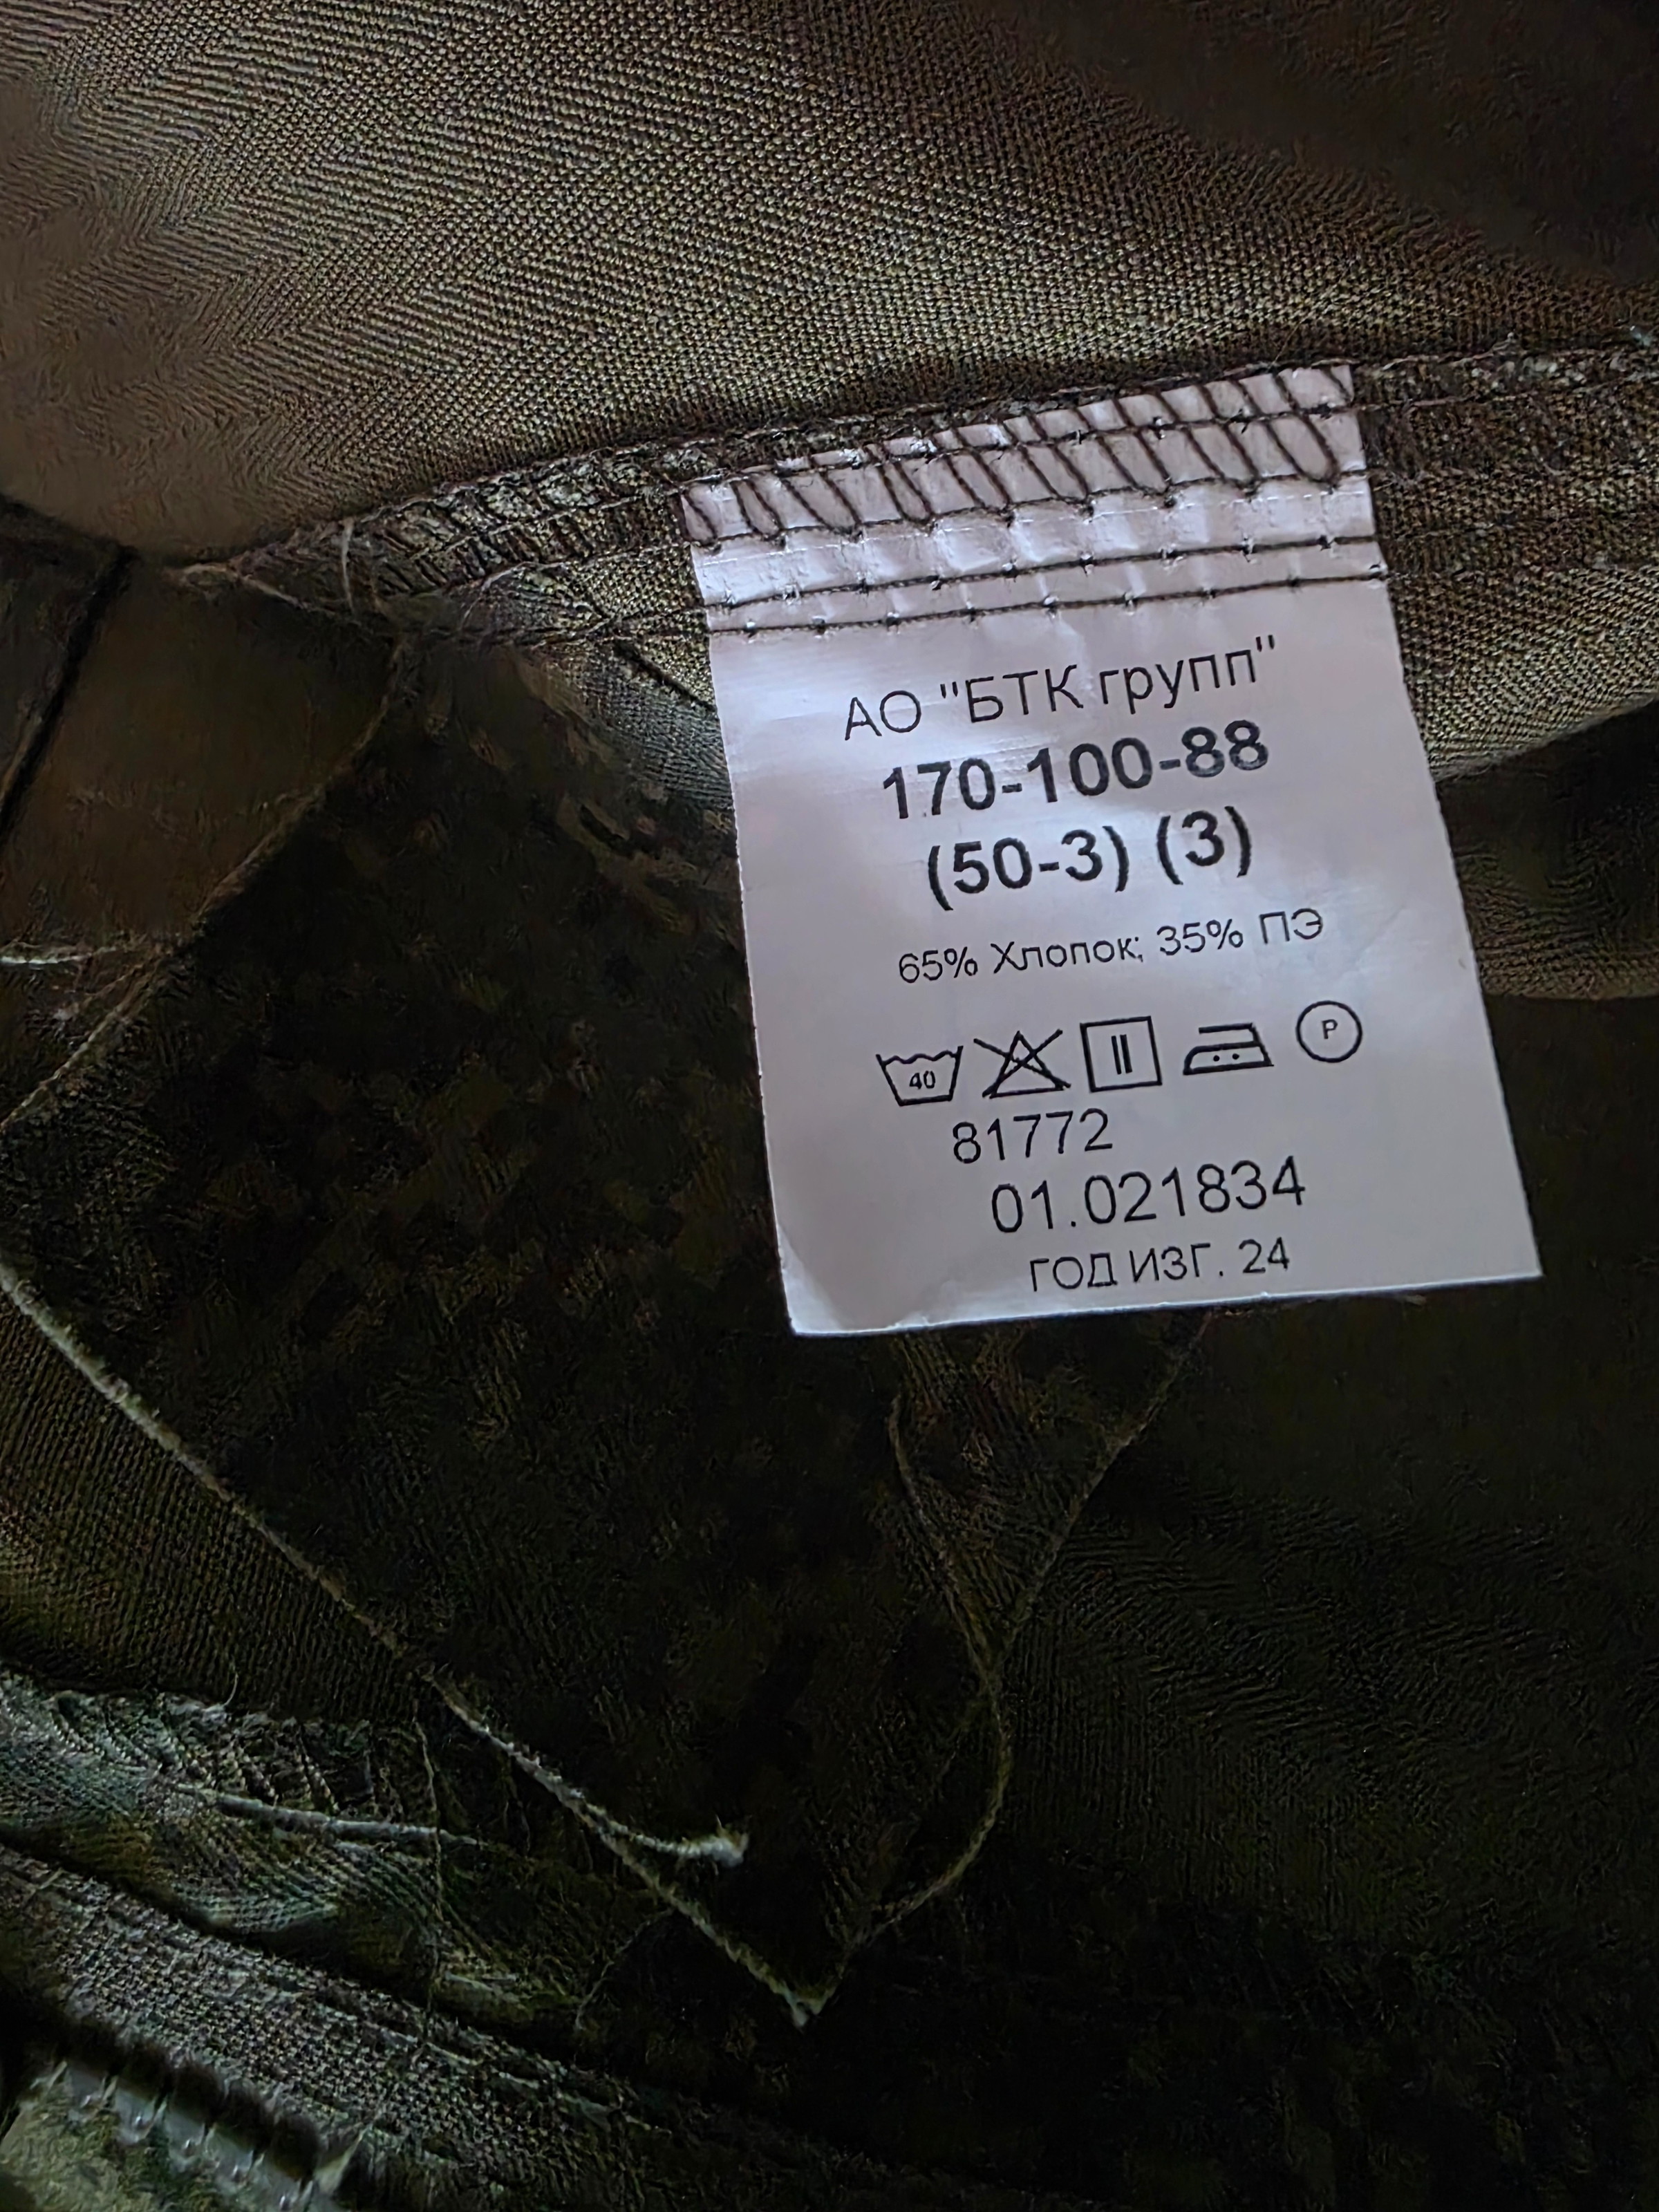 АО "БТК групп"
170-100-88
(50-3) (3)
65% Хлопок; 35% ПЭ
40 P
81772
01.021834
ГОД ИЗГ. 24